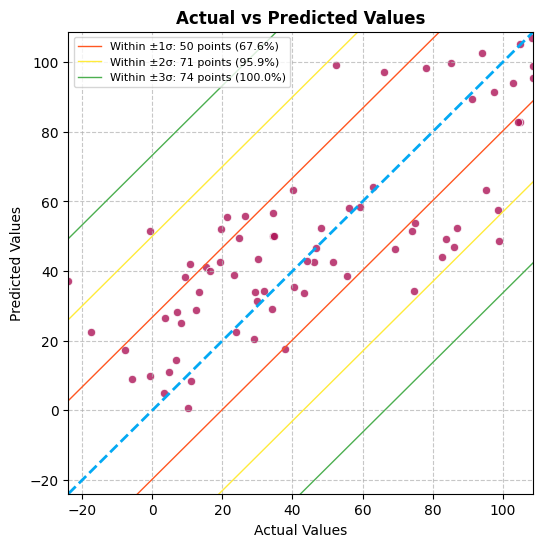 Actual vs Predicted Values
Within ±1σ: 50 points (67.6%)
Within ±2σ: 71 points (95.9%)
Within ±3σ: 74 points (100.0%)
Predicted Values
100
80
60
40
20
0
−20
−20 0 20 40 60 80 100
Actual Values